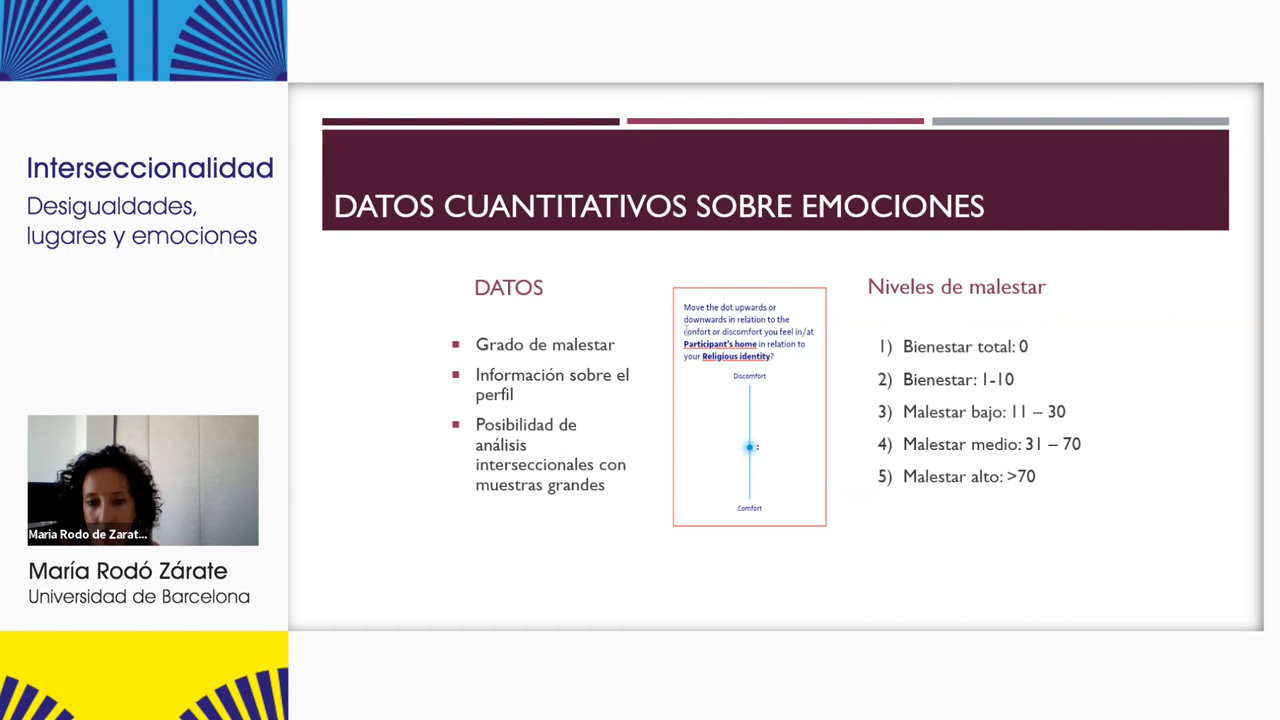 Interseccionalidad
Desigualdades,
lugares y emociones
Maria Rodo de Zarat...
María Rodó Zárate
Universidad de Barcelona
DATOS CUANTITATIVOS SOBRE EMOCIONES
DATOS
Grado de malestar
Información sobre el
perfil
Posibilidad de
análisis
interseccionales con
muestras grandes
Move the dot upwards or
downwards in relation to the
confort or discomfort you feel in/at
Participant's home in relation to
your Religious identity?
Discomfort
Comfort
Niveles de malestar
1) Bienestar total: 0
2) Bienestar: 1-10
3) Malestar bajo: 11 – 30
4) Malestar medio: 31 – 70
5) Malestar alto: >70